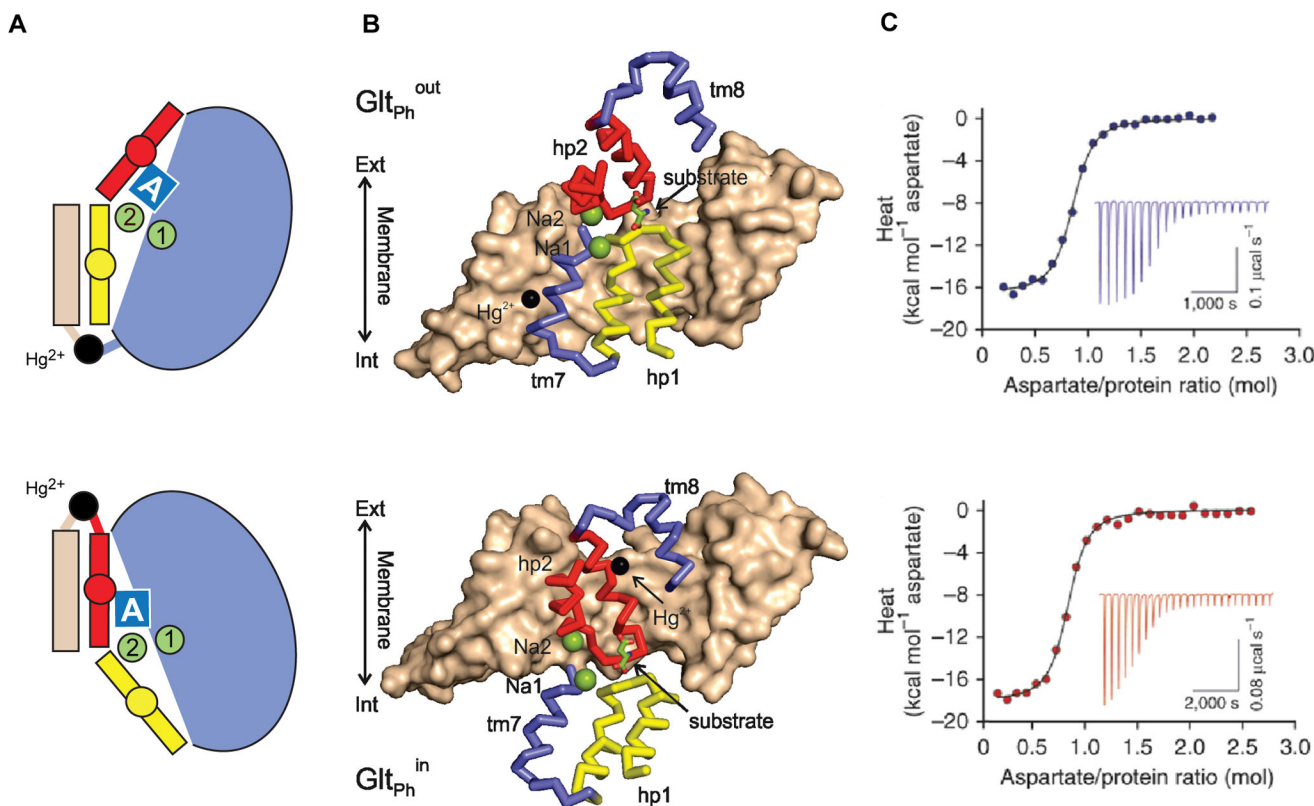 A
Hg2+
A
2
1
Hg2+
A
2
1
B
GltPh out
Ext
Membrane
Int
tm8
hp2
substrate
Na2
Na1
Hg2+
tm7
hp1
Ext
Membrane
Int
tm8
hp2
Hg2+
Na2
Na1
tm7
substrate
GltPh in
hp1
C
Heat
(kcal mol−1 aspartate)
0
−4
−8
−12
−16
−20
1,000 s
0.1 μcal s−1
0 0.5 1.0 1.5 2.0 2.5 3.0
Aspartate/protein ratio (mol)
Heat
(kcal mol−1 aspartate)
0
−4
−8
−12
−16
−20
2,000 s
0.08 μcal s−1
0 0.5 1.0 1.5 2.0 2.5 3.0
Aspartate/protein ratio (mol)